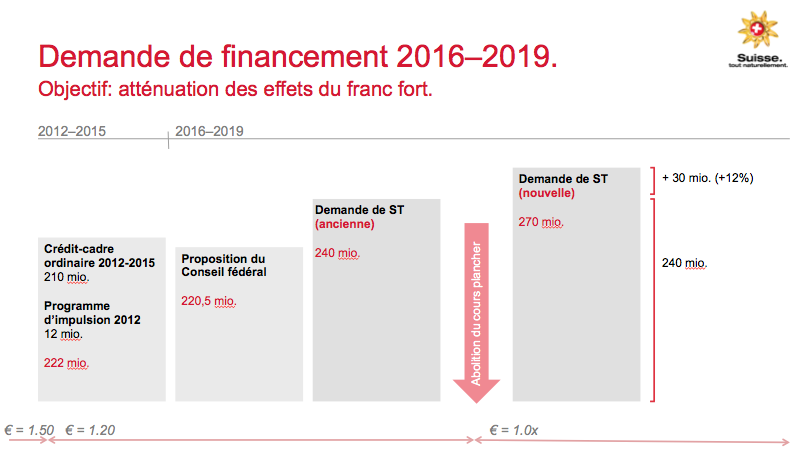 Suisse.
tout naturellement.
Demande de financement 2016–2019.
Objectif: atténuation des effets du franc fort.
2012–2015
2016–2019
Crédit-cadre
ordinaire 2012-2015
210 mio.
Programme
d'impulsion 2012
12 mio.
222 mio.
Proposition du
Conseil fédéral
220,5 mio.
Demande de ST
(ancienne)
240 mio.
Abolition du cours plancher
Demande de ST
(nouvelle)
270 mio.
+ 30 mio. (+12%)
240 mio.
€ = 1.50
€ = 1.20
€ = 1.0x